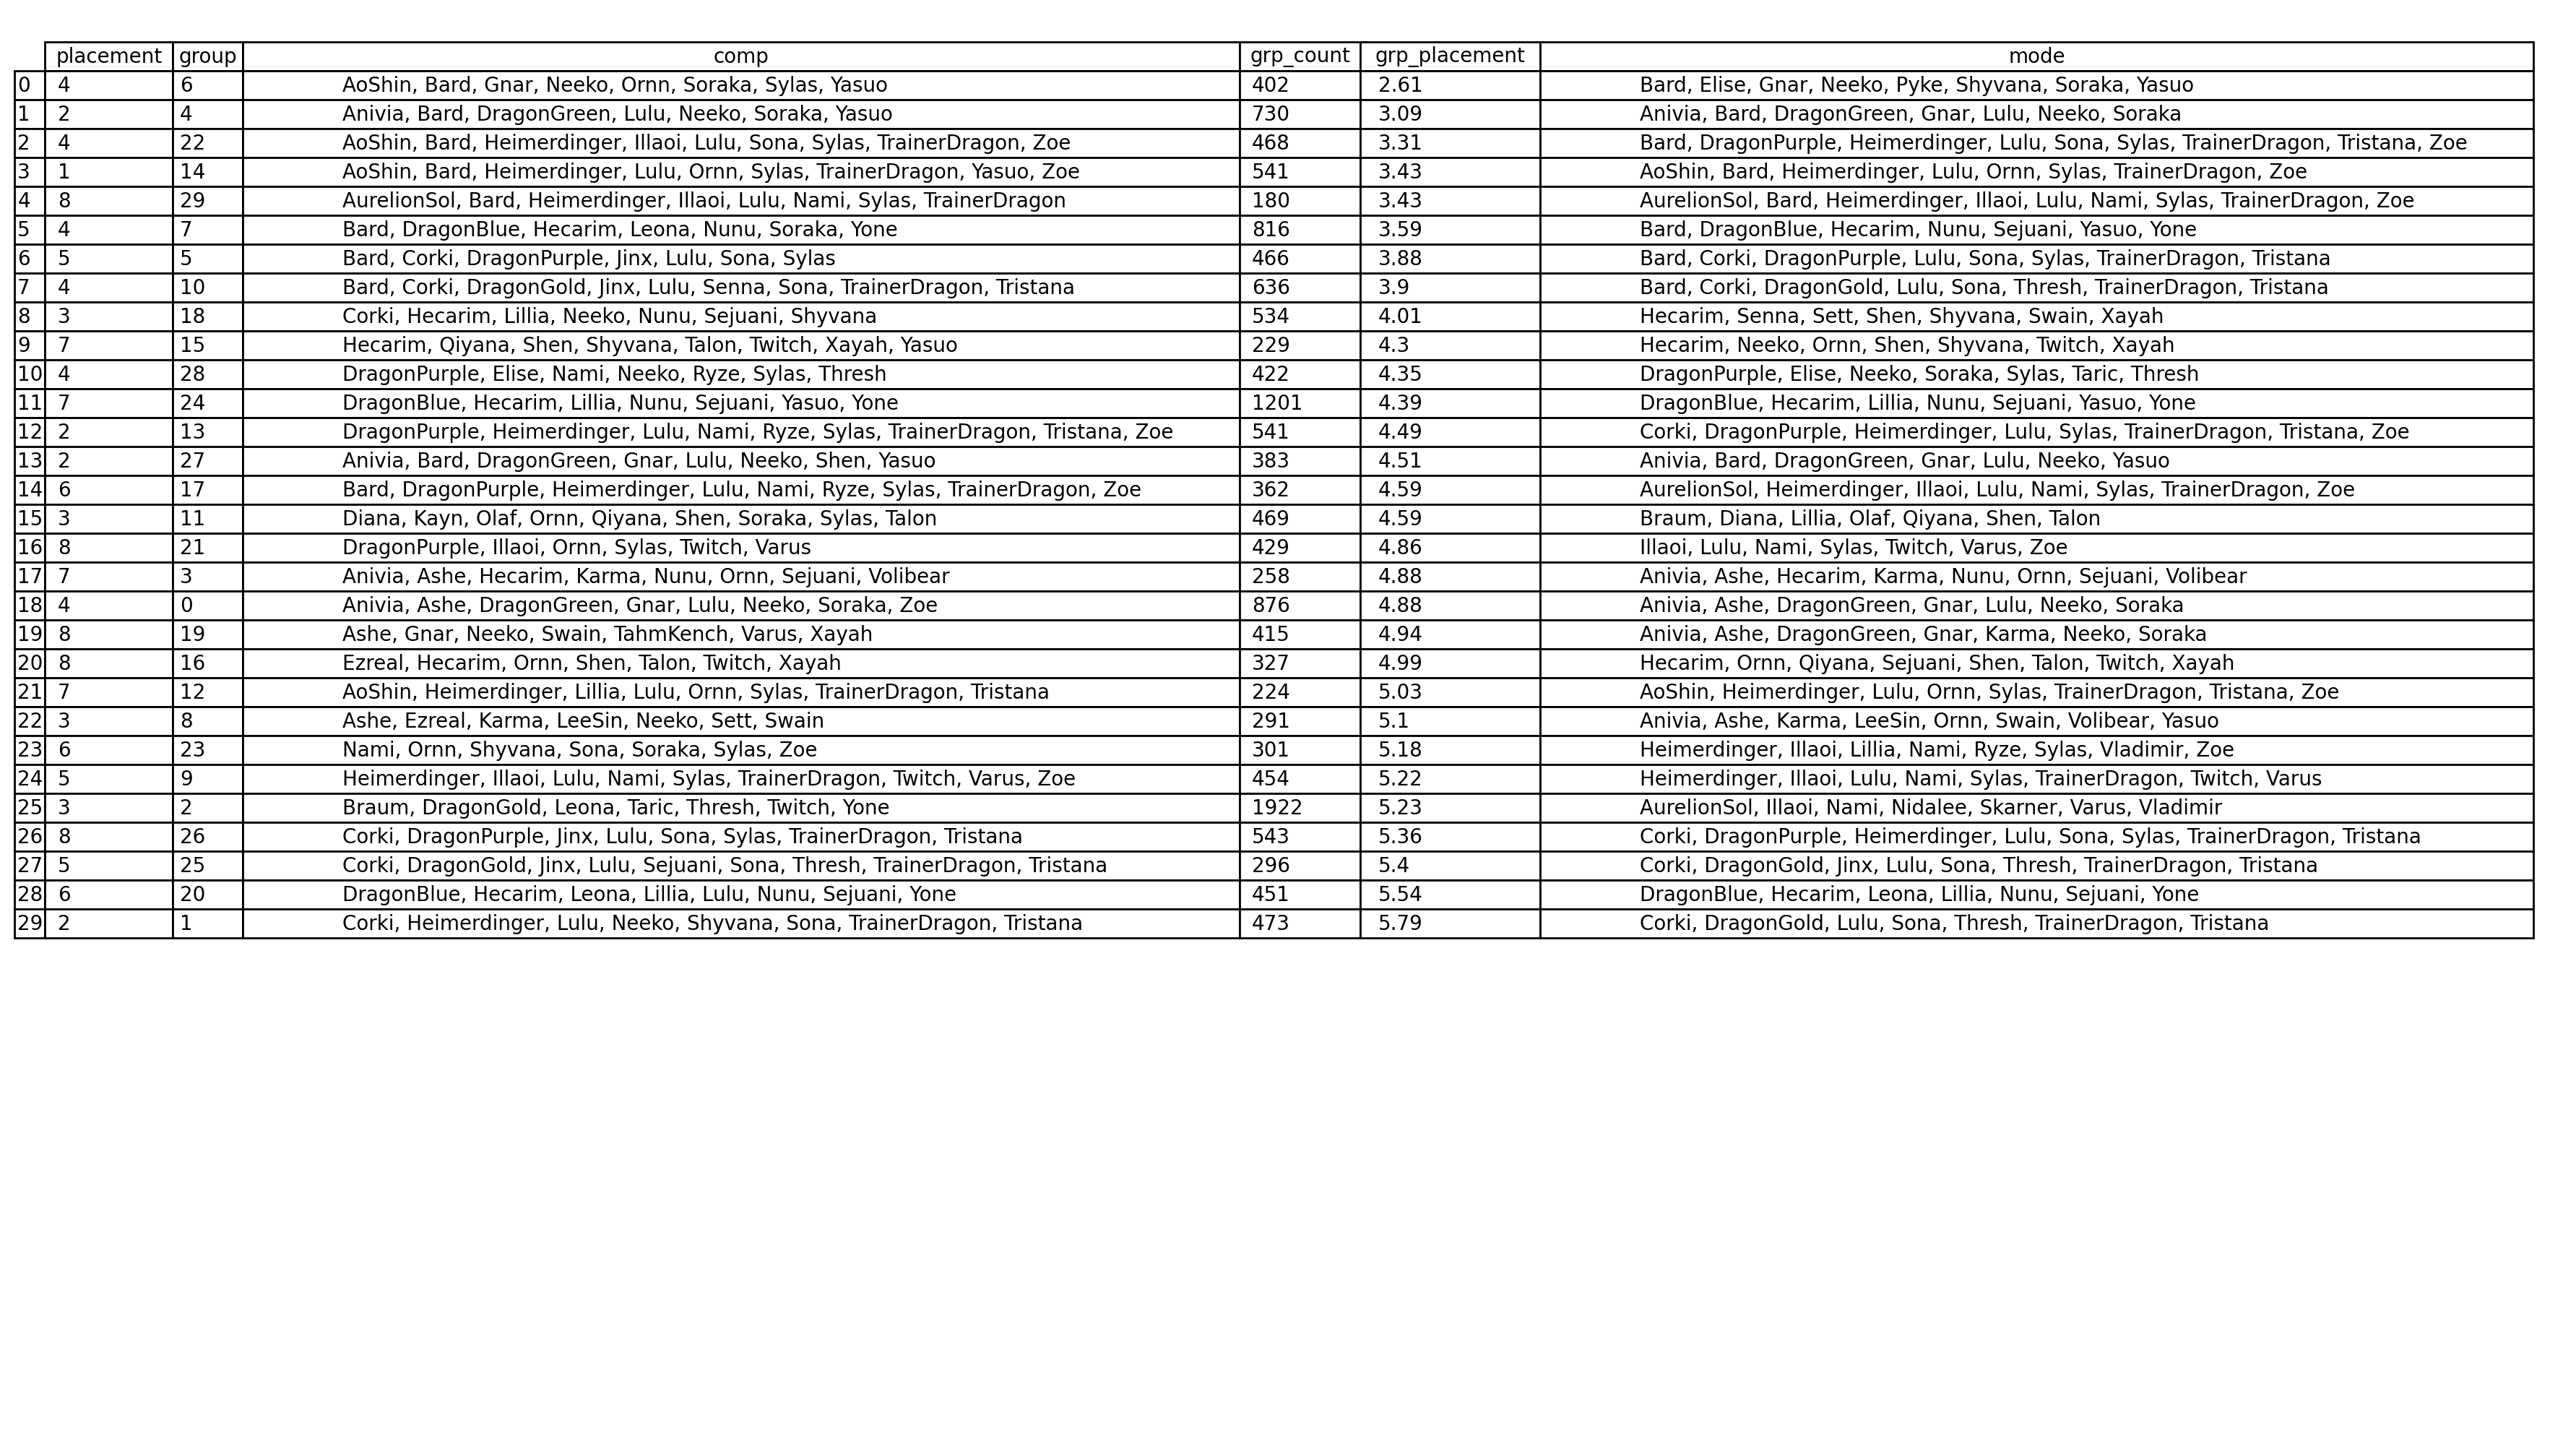 placement group comp grp_count grp_placement mode
0 4 6 AoShin, Bard, Gnar, Neeko, Ornn, Soraka, Sylas, Yasuo 402 2.61 Bard, Elise, Gnar, Neeko, Pyke, Shyvana, Soraka, Yasuo
1 2 4 Anivia, Bard, DragonGreen, Lulu, Neeko, Soraka, Yasuo 730 3.09 Anivia, Bard, DragonGreen, Gnar, Lulu, Neeko, Soraka
2 4 22 AoShin, Bard, Heimerdinger, Illaoi, Lulu, Sona, Sylas, TrainerDragon, Zoe 468 3.31 Bard, DragonPurple, Heimerdinger, Lulu, Sona, Sylas, TrainerDragon, Tristana, Zoe
3 1 14 AoShin, Bard, Heimerdinger, Lulu, Ornn, Sylas, TrainerDragon, Yasuo, Zoe 541 3.43 AoShin, Bard, Heimerdinger, Lulu, Ornn, Sylas, TrainerDragon, Zoe
4 8 29 AurelionSol, Bard, Heimerdinger, Illaoi, Lulu, Nami, Sylas, TrainerDragon 180 3.43 AurelionSol, Bard, Heimerdinger, Illaoi, Lulu, Nami, Sylas, TrainerDragon, Zoe
5 4 7 Bard, DragonBlue, Hecarim, Leona, Nunu, Soraka, Yone 816 3.59 Bard, DragonBlue, Hecarim, Nunu, Sejuani, Yasuo, Yone
6 5 5 Bard, Corki, DragonPurple, Jinx, Lulu, Sona, Sylas 466 3.88 Bard, Corki, DragonPurple, Lulu, Sona, Sylas, TrainerDragon, Tristana
7 4 10 Bard, Corki, DragonGold, Jinx, Lulu, Senna, Sona, TrainerDragon, Tristana 636 3.9 Bard, Corki, DragonGold, Lulu, Sona, Thresh, TrainerDragon, Tristana
8 3 18 Corki, Hecarim, Lillia, Neeko, Nunu, Sejuani, Shyvana 534 4.01 Hecarim, Senna, Sett, Shen, Shyvana, Swain, Xayah
9 7 15 Hecarim, Qiyana, Shen, Shyvana, Talon, Twitch, Xayah, Yasuo 229 4.3 Hecarim, Neeko, Ornn, Shen, Shyvana, Twitch, Xayah
10 4 28 DragonPurple, Elise, Nami, Neeko, Ryze, Sylas, Thresh 422 4.35 DragonPurple, Elise, Neeko, Soraka, Sylas, Taric, Thresh
11 7 24 DragonBlue, Hecarim, Lillia, Nunu, Sejuani, Yasuo, Yone 1201 4.39 DragonBlue, Hecarim, Lillia, Nunu, Sejuani, Yasuo, Yone
12 2 13 DragonPurple, Heimerdinger, Lulu, Nami, Ryze, Sylas, TrainerDragon, Tristana, Zoe 541 4.49 Corki, DragonPurple, Heimerdinger, Lulu, Sylas, TrainerDragon, Tristana, Zoe
13 2 27 Anivia, Bard, DragonGreen, Gnar, Lulu, Neeko, Shen, Yasuo 383 4.51 Anivia, Bard, DragonGreen, Gnar, Lulu, Neeko, Yasuo
14 6 17 Bard, DragonPurple, Heimerdinger, Lulu, Nami, Ryze, Sylas, TrainerDragon, Zoe 362 4.59 AurelionSol, Heimerdinger, Illaoi, Lulu, Nami, Sylas, TrainerDragon, Zoe
15 3 11 Diana, Kayn, Olaf, Ornn, Qiyana, Shen, Soraka, Sylas, Talon 469 4.59 Braum, Diana, Lillia, Olaf, Qiyana, Shen, Talon
16 8 21 DragonPurple, Illaoi, Ornn, Sylas, Twitch, Varus 429 4.86 Illaoi, Lulu, Nami, Sylas, Twitch, Varus, Zoe
17 7 3 Anivia, Ashe, Hecarim, Karma, Nunu, Ornn, Sejuani, Volibear 258 4.88 Anivia, Ashe, Hecarim, Karma, Nunu, Ornn, Sejuani, Volibear
18 4 0 Anivia, Ashe, DragonGreen, Gnar, Lulu, Neeko, Soraka, Zoe 876 4.88 Anivia, Ashe, DragonGreen, Gnar, Lulu, Neeko, Soraka
19 8 19 Ashe, Gnar, Neeko, Swain, TahmKench, Varus, Xayah 415 4.94 Anivia, Ashe, DragonGreen, Gnar, Karma, Neeko, Soraka
20 8 16 Ezreal, Hecarim, Ornn, Shen, Talon, Twitch, Xayah 327 4.99 Hecarim, Ornn, Qiyana, Sejuani, Shen, Talon, Twitch, Xayah
21 7 12 AoShin, Heimerdinger, Lillia, Lulu, Ornn, Sylas, TrainerDragon, Tristana 224 5.03 AoShin, Heimerdinger, Lulu, Ornn, Sylas, TrainerDragon, Tristana, Zoe
22 3 8 Ashe, Ezreal, Karma, LeeSin, Neeko, Sett, Swain 291 5.1 Anivia, Ashe, Karma, LeeSin, Ornn, Swain, Volibear, Yasuo
23 6 23 Nami, Ornn, Shyvana, Sona, Soraka, Sylas, Zoe 301 5.18 Heimerdinger, Illaoi, Lillia, Nami, Ryze, Sylas, Vladimir, Zoe
24 5 9 Heimerdinger, Illaoi, Lulu, Nami, Sylas, TrainerDragon, Twitch, Varus, Zoe 454 5.22 Heimerdinger, Illaoi, Lulu, Nami, Sylas, TrainerDragon, Twitch, Varus
25 3 2 Braum, DragonGold, Leona, Taric, Thresh, Twitch, Yone 1922 5.23 AurelionSol, Illaoi, Nami, Nidalee, Skarner, Varus, Vladimir
26 8 26 Corki, DragonPurple, Jinx, Lulu, Sona, Sylas, TrainerDragon, Tristana 543 5.36 Corki, DragonPurple, Heimerdinger, Lulu, Sona, Sylas, TrainerDragon, Tristana
27 5 25 Corki, DragonGold, Jinx, Lulu, Sejuani, Sona, Thresh, TrainerDragon, Tristana 296 5.4 Corki, DragonGold, Jinx, Lulu, Sona, Thresh, TrainerDragon, Tristana
28 6 20 DragonBlue, Hecarim, Leona, Lillia, Lulu, Nunu, Sejuani, Yone 451 5.54 DragonBlue, Hecarim, Leona, Lillia, Nunu, Sejuani, Yone
29 2 1 Corki, Heimerdinger, Lulu, Neeko, Shyvana, Sona, TrainerDragon, Tristana 473 5.79 Corki, DragonGold, Lulu, Sona, Thresh, TrainerDragon, Tristana